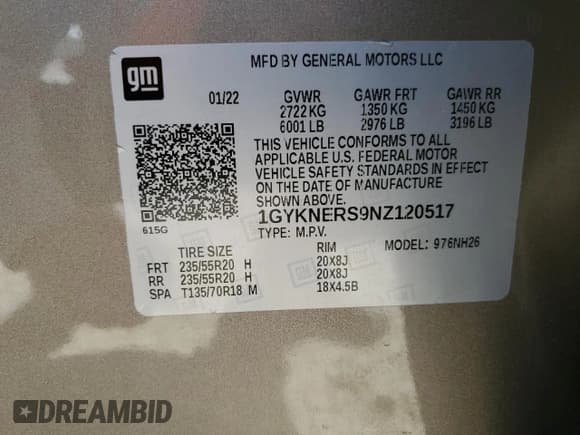 gm
MFD BY GENERAL MOTORS LLC
01/22 GVWR GAWR FRT GAWR RR
2722 KG 1350 KG 1450 KG
6001 LB 2976 LB 3196 LB
THIS VEHICLE CONFORMS TO ALL
APPLICABLE U.S. FEDERAL MOTOR
VEHICLE SAFETY STANDARDS IN EFFECT
ON THE DATE OF MANUFACTURE
SHOWN ABOVE.
615G
1GYKNERS9NZ120517
TYPE: M.P.V.
TIRE SIZE RIM MODEL: 976NH26
FRT 235/55R20 H 20X8J
RR 235/55R20 H 20X8J
SPA T135/70R18 M 18X4.5B
DREAMBID